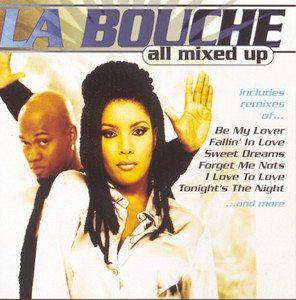 LA BOUCHE
all mixed up
includes
remixes
of...
Be My Lover
Fallin' In Love
Sweet Dreams
Forget Me Nots
I Love To Love
Tonight's The Night
...and more